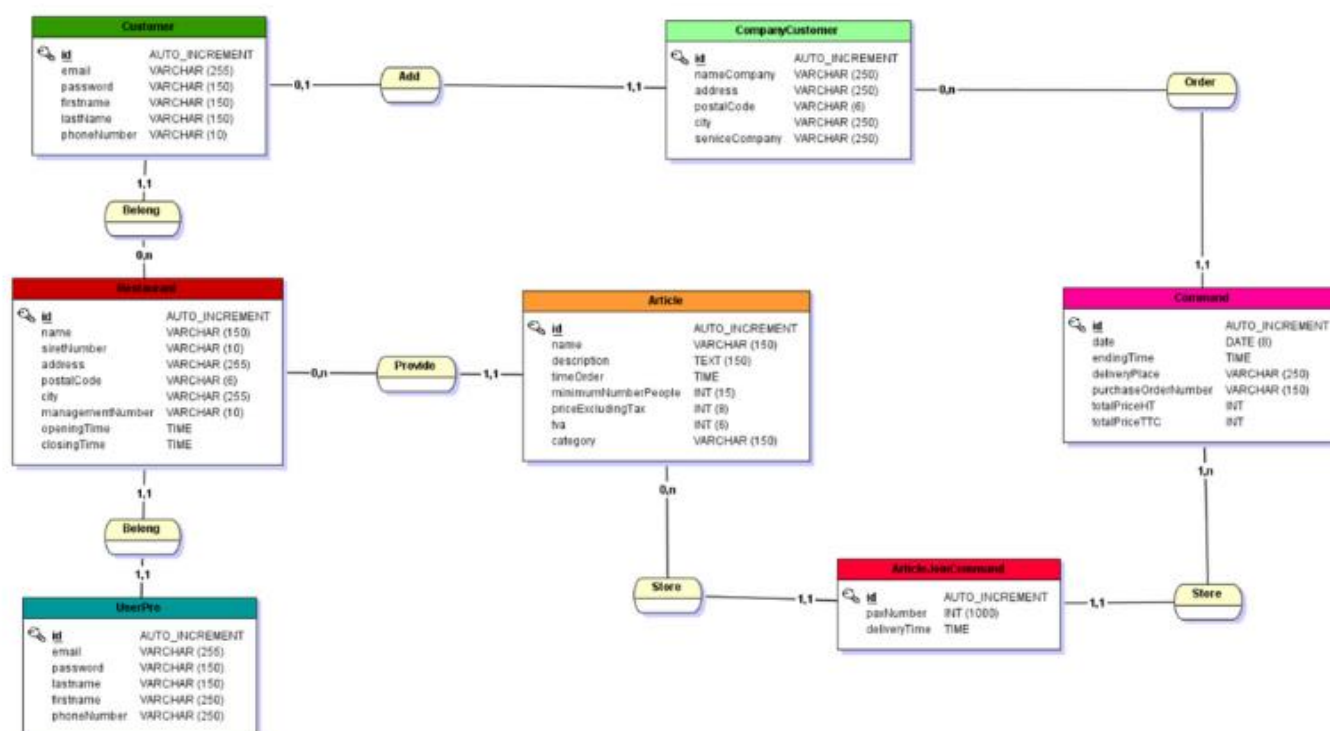 Customer
id AUTO_INCREMENT
email VARCHAR (255)
password VARCHAR (150)
firstname VARCHAR (150)
lastName VARCHAR (150)
phoneNumber VARCHAR (10)
0,1
Add
1,1
CompanyCustomer
id AUTO_INCREMENT
nameCompany VARCHAR (250)
address VARCHAR (250)
postalCode VARCHAR (6)
city VARCHAR (250)
serviceCompany VARCHAR (250)
0,n
Order
1,1
1,1
Belong
0,n
Restaurant
id AUTO_INCREMENT
name VARCHAR (150)
siretNumber VARCHAR (10)
address VARCHAR (255)
postalCode VARCHAR (6)
city VARCHAR (255)
managementNumber VARCHAR (10)
openingTime TIME
closingTime TIME
0,n
Provide
1,1
Article
id AUTO_INCREMENT
name VARCHAR (150)
description TEXT (150)
timeOrder TIME
minimumNumberPeople INT (15)
priceExcludingTax INT (8)
tva INT (6)
category VARCHAR (150)
Command
id AUTO_INCREMENT
date DATE (8)
endingTime TIME
deliveryPlace VARCHAR (250)
purchaseOrderNumber VARCHAR (150)
totalPriceHT INT
totalPriceTTC INT
1,1
Belong
1,1
UserPro
id AUTO_INCREMENT
email VARCHAR (255)
password VARCHAR (150)
lastname VARCHAR (150)
firstname VARCHAR (250)
phoneNumber VARCHAR (250)
0,n
Store
1,1
ArticleJoinCommand
id AUTO_INCREMENT
paxNumber INT (1000)
deliveryTime TIME
1,1
Store
1,n